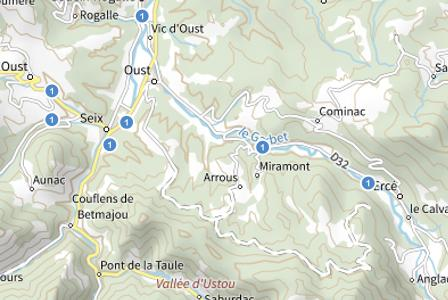 Rogalle
1
Vic d'Oust
Oust
Oust
1
Seix
1
1
1
Cominac
le Garbet
1
D32
Miramont
Arrous
1
Ercé
Aunac
Couflens de
Betmajou
le Calva
Pont de la Taule
Vallée d'Ustou
ours
Saburdac
Angla
Sa